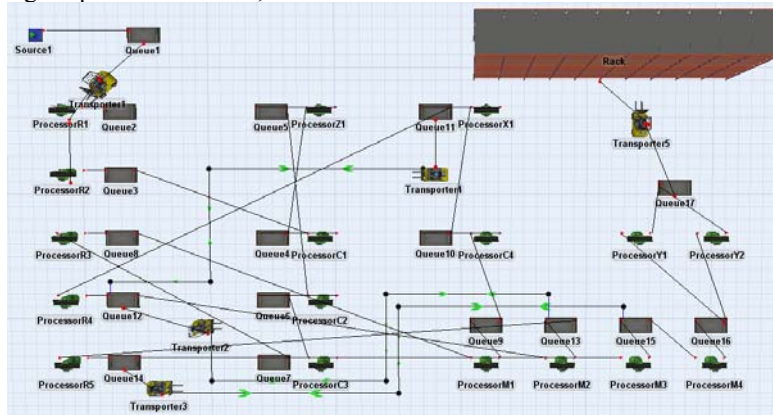 Rack
Source1
Queue1
Transporter1
ProcessorR1
Queue2
Queue5
ProcessorZ1
Queue11
ProcessorX1
Transporter5
ProcessorR2
Queue3
Transporter4
Queue17
ProcessorR3
Queue8
Queue4
ProcessorC1
Queue10
ProcessorC4
ProcessorY1
ProcessorY2
ProcessorR4
Queue12
ProcessorC2
Transporter2
Queue9
Queue13
Queue15
Queue16
ProcessorR5
Queue14
Queue7
ProcessorC3
ProcessorM1
ProcessorM2
ProcessorM3
ProcessorM4
Transporter3